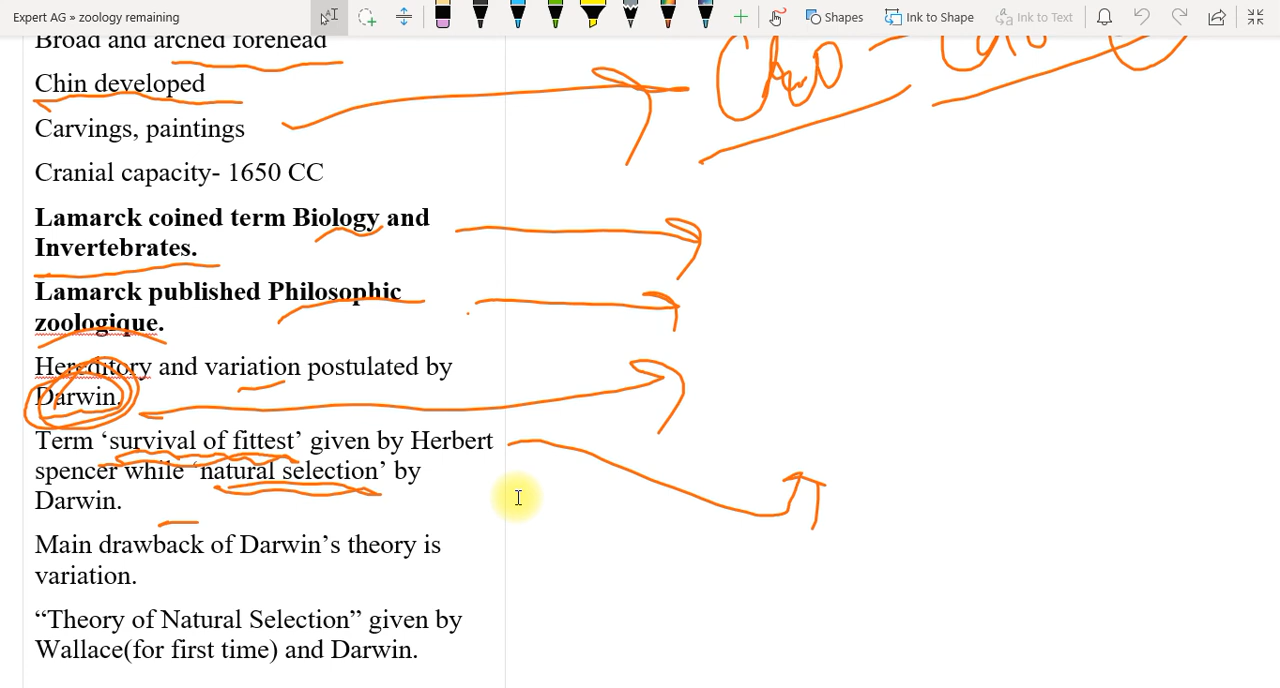 Expert AG » zoology remaining
Shapes
Ink to Shape
Ink to Text
Broad and arched forehead
Chin developed
Carvings, paintings
Cranial capacity- 1650 CC
Lamarck coined term Biology and
Invertebrates.
Lamarck published Philosophic
zoologique.
Hereditory and variation postulated by
Darwin.
Term ‘survival of fittest’ given by Herbert
spencer while ‘natural selection’ by
Darwin.
Main drawback of Darwin’s theory is
variation.
“Theory of Natural Selection” given by
Wallace(for first time) and Darwin.